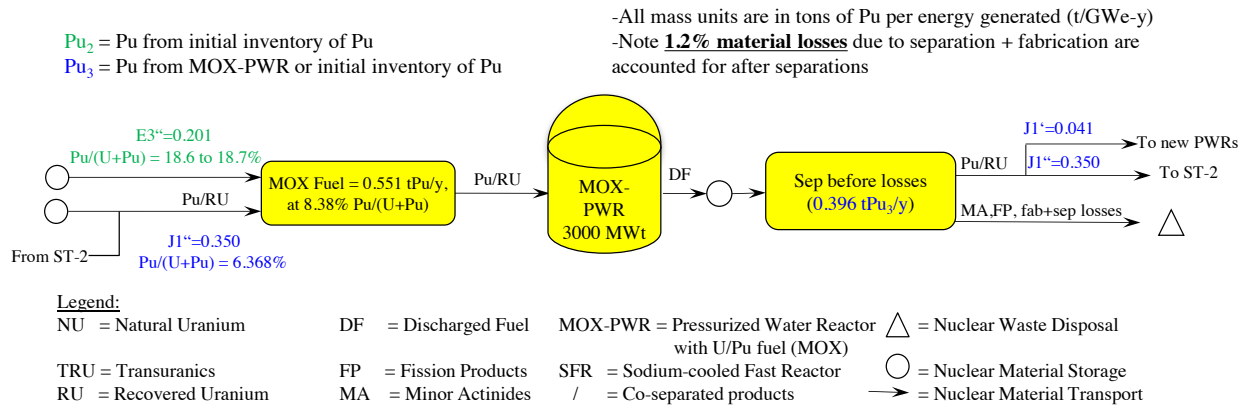 -All mass units are in tons of Pu per energy generated (t/GWe-y)
-Note 1.2% material losses due to separation + fabrication are
accounted for after separations
Pu2 = Pu from initial inventory of Pu
Pu3 = Pu from MOX-PWR or initial inventory of Pu
E3“=0.201
Pu/(U+Pu) = 18.6 to 18.7%
Pu/RU
From ST-2
J1“=0.350
Pu/(U+Pu) = 6.368%
MOX Fuel = 0.551 tPu/y,
at 8.38% Pu/(U+Pu)
Pu/RU
MOX-
PWR
3000 MWt
DF
Sep before losses
(0.396 tPu3/y)
Pu/RU
J1‘=0.041
To new PWRs
J1“=0.350
To ST-2
MA,FP, fab+sep losses
Legend:
NU = Natural Uranium
TRU = Transuranics
RU = Recovered Uranium
DF = Discharged Fuel
FP = Fission Products
MA = Minor Actinides
MOX-PWR = Pressurized Water Reactor
with U/Pu fuel (MOX)
SFR = Sodium-cooled Fast Reactor
/ = Co-separated products
= Nuclear Waste Disposal
= Nuclear Material Storage
= Nuclear Material Transport